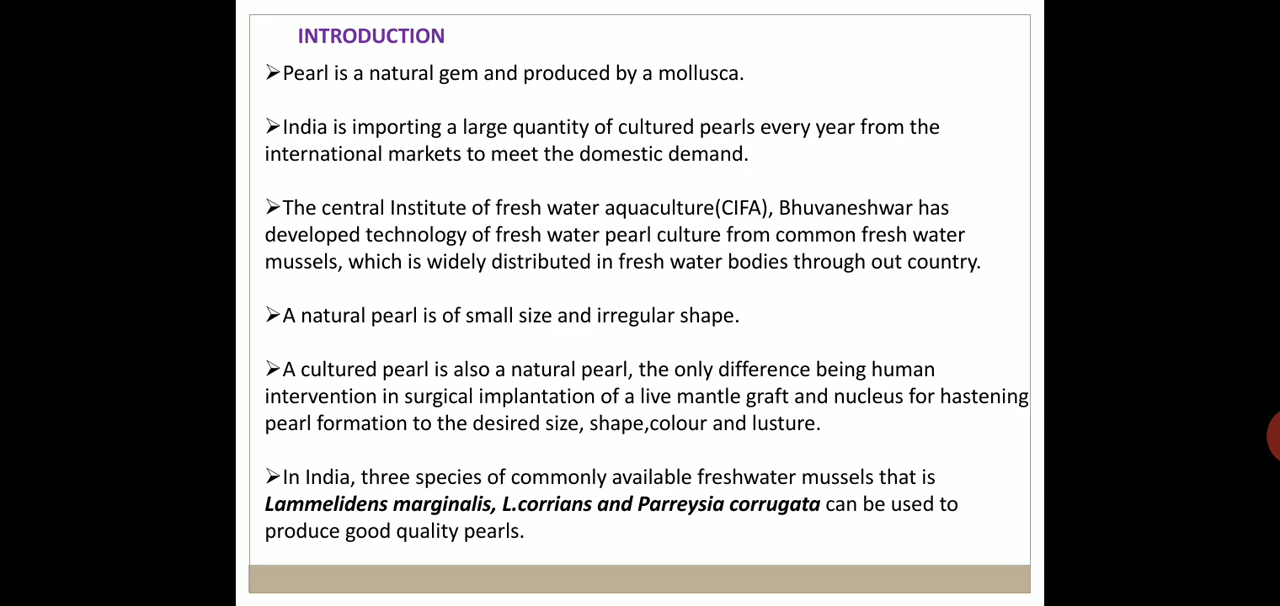 INTRODUCTION
➢Pearl is a natural gem and produced by a mollusca.
➢India is importing a large quantity of cultured pearls every year from the
international markets to meet the domestic demand.
➢The central Institute of fresh water aquaculture(CIFA), Bhuvaneshwar has
developed technology of fresh water pearl culture from common fresh water
mussels, which is widely distributed in fresh water bodies through out country.
➢A natural pearl is of small size and irregular shape.
➢A cultured pearl is also a natural pearl, the only difference being human
intervention in surgical implantation of a live mantle graft and nucleus for hastening
pearl formation to the desired size, shape,colour and lusture.
➢In India, three species of commonly available freshwater mussels that is
Lammelidens marginalis, L.corrians and Parreysia corrugata can be used to
produce good quality pearls.